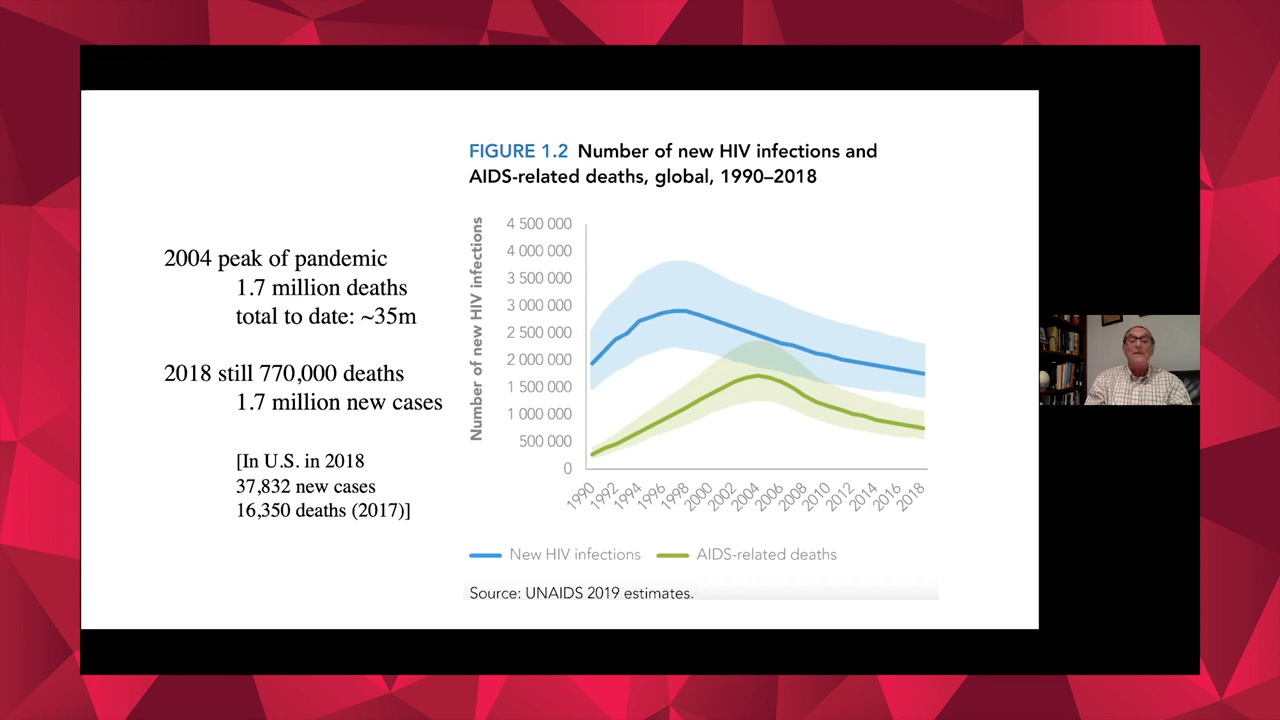 2004 peak of pandemic
1.7 million deaths
total to date: ~35m
2018 still 770,000 deaths
1.7 million new cases
[In U.S. in 2018
37,832 new cases
16,350 deaths (2017)]
FIGURE 1.2 Number of new HIV infections and
AIDS-related deaths, global, 1990–2018
Number of new HIV infections
4 500 000
4 000 000
3 500 000
3 000 000
2 500 000
2 000 000
1 500 000
1 000 000
500 000
0
1990 1992 1994 1996 1998 2000 2002 2004 2006 2008 2010 2012 2014 2016 2018
New HIV infections AIDS-related deaths
Source: UNAIDS 2019 estimates.